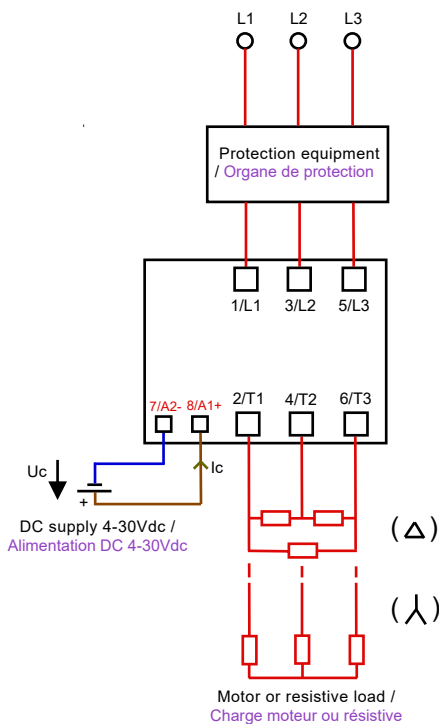 L1 L2 L3
Protection equipment
/ Organe de protection
1/L1 3/L2 5/L3
7/A2- 8/A1+ 2/T1 4/T2 6/T3
Uc
Ic
+
DC supply 4-30Vdc /
Alimentation DC 4-30Vdc
(Δ)
(⅄)
Motor or resistive load /
Charge moteur ou résistive